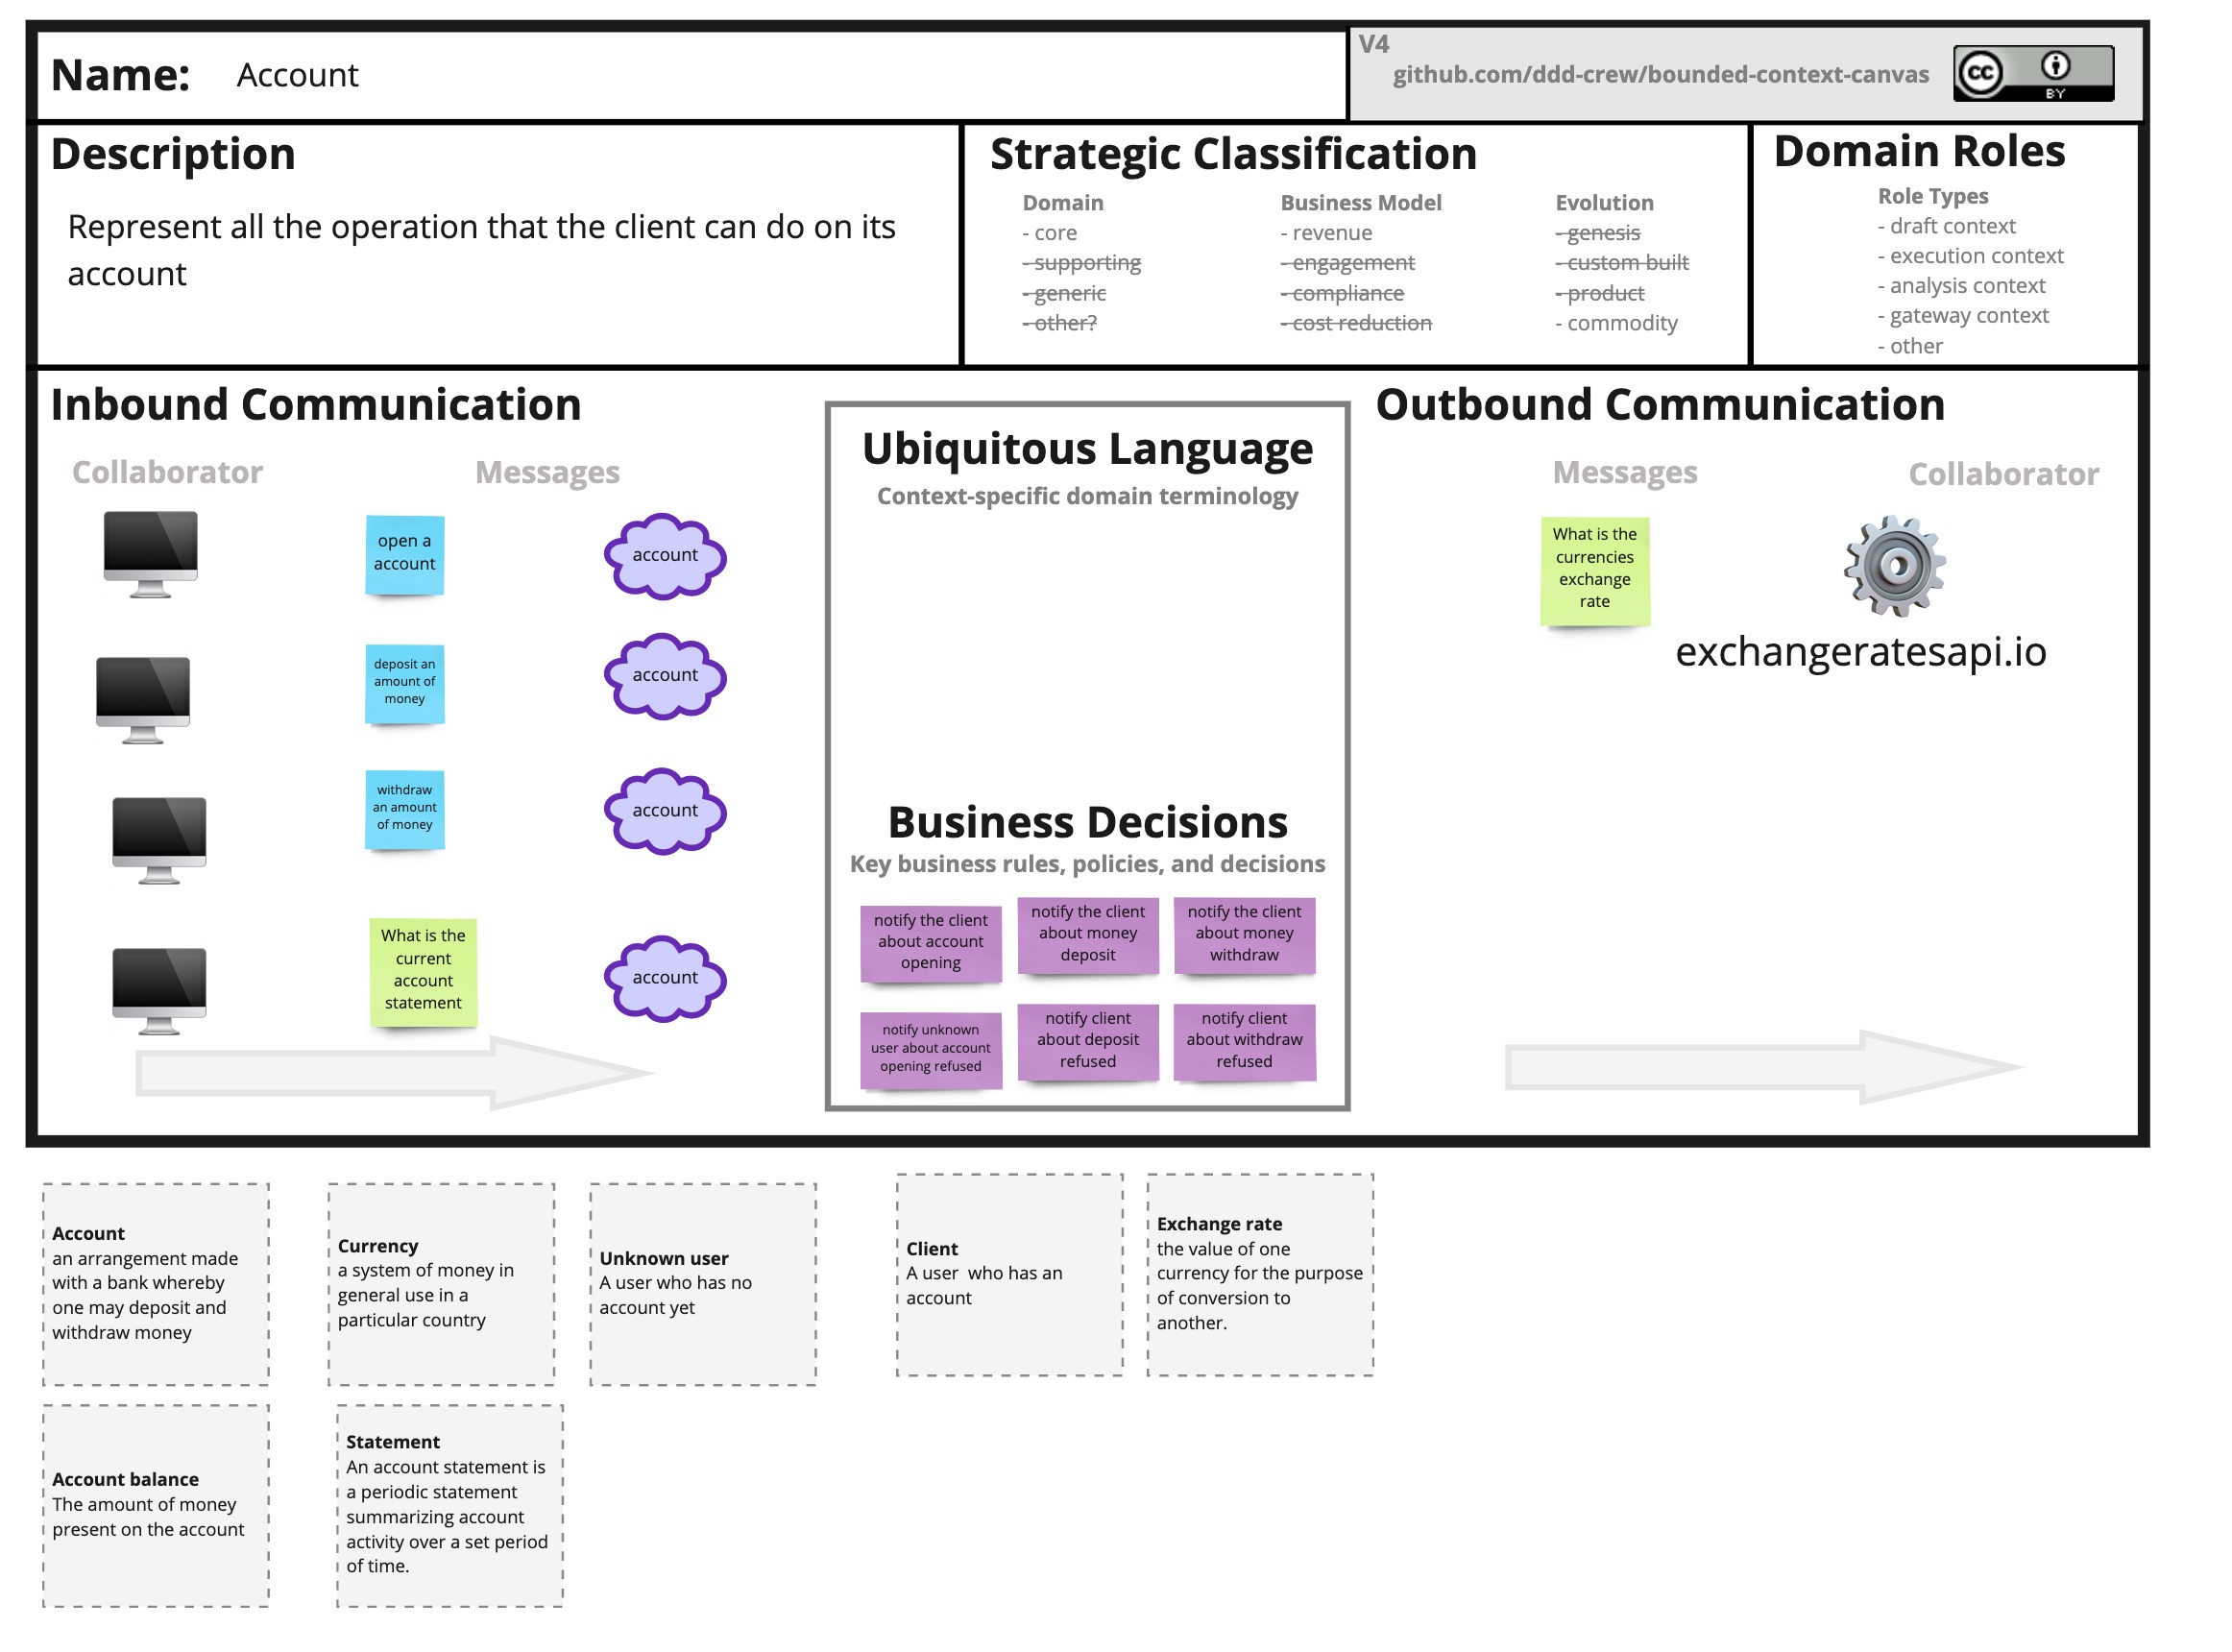 Name: Account
V4
github.com/ddd-crew/bounded-context-canvas
cc
BY
Description
Represent all the operation that the client can do on its
account
Strategic Classification
Domain
- core
- supporting
- generic
- other?
Business Model
- revenue
- engagement
- compliance
- cost reduction
Evolution
- genesis
- custom built
- product
- commodity
Domain Roles
Role Types
- draft context
- execution context
- analysis context
- gateway context
- other
Inbound Communication
Collaborator
Messages
open a
account
account
deposit an
amount of
money
account
withdraw
an amount
of money
account
What is the
current
account
statement
account
Ubiquitous Language
Context-specific domain terminology
Business Decisions
Key business rules, policies, and decisions
notify the client
about account
opening
notify the client
about money
deposit
notify the client
about money
withdraw
notify unknown
user about account
opening refused
notify client
about deposit
refused
notify client
about withdraw
refused
Outbound Communication
Messages
Collaborator
What is the
currencies
exchange
rate
exchangeratesapi.io
Account
an arrangement made
with a bank whereby
one may deposit and
withdraw money
Currency
a system of money in
general use in a
particular country
Unknown user
A user who has no
account yet
Client
A user  who has an
account
Exchange rate
the value of one
currency for the purpose
of conversion to
another.
Account balance
The amount of money
present on the account
Statement
An account statement is
a periodic statement
summarizing account
activity over a set period
of time.